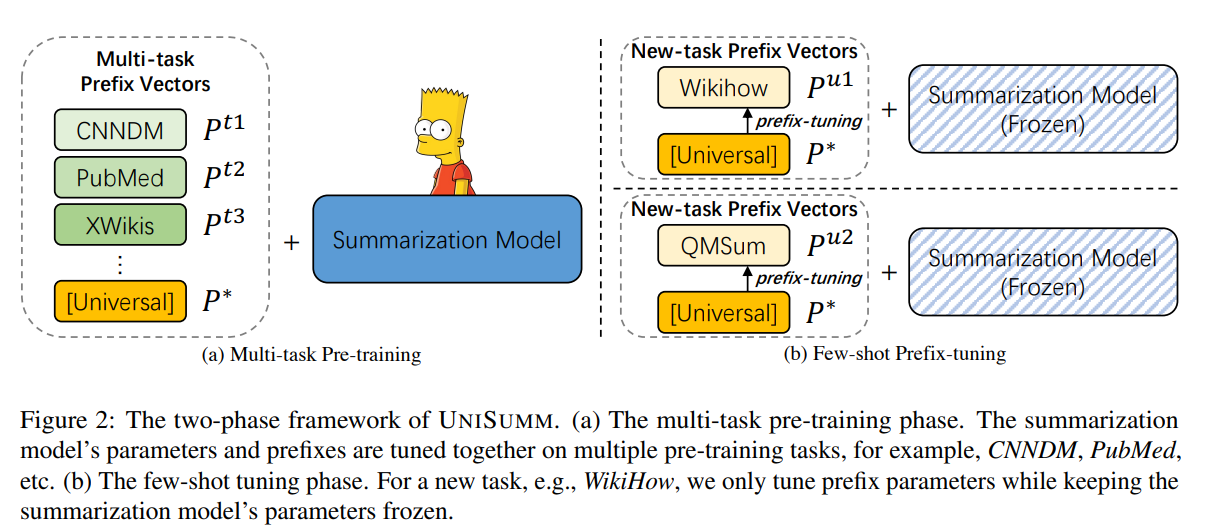 Multi-task
Prefix Vectors
CNNDM P^{t1}
PubMed P^{t2}
XWikis P^{t3}
⋮
[Universal] P*
+
Summarization Model
(a) Multi-task Pre-training
New-task Prefix Vectors
Wikihow P^{u1}
prefix-tuning
[Universal] P*
+
Summarization Model
(Frozen)
New-task Prefix Vectors
QMSum P^{u2}
prefix-tuning
[Universal] P*
+
Summarization Model
(Frozen)
(b) Few-shot Prefix-tuning
Figure 2: The two-phase framework of UNISUMM. (a) The multi-task pre-training phase. The summarization
model's parameters and prefixes are tuned together on multiple pre-training tasks, for example, CNNDM, PubMed,
etc. (b) The few-shot tuning phase. For a new task, e.g., WikiHow, we only tune prefix parameters while keeping the
summarization model's parameters frozen.